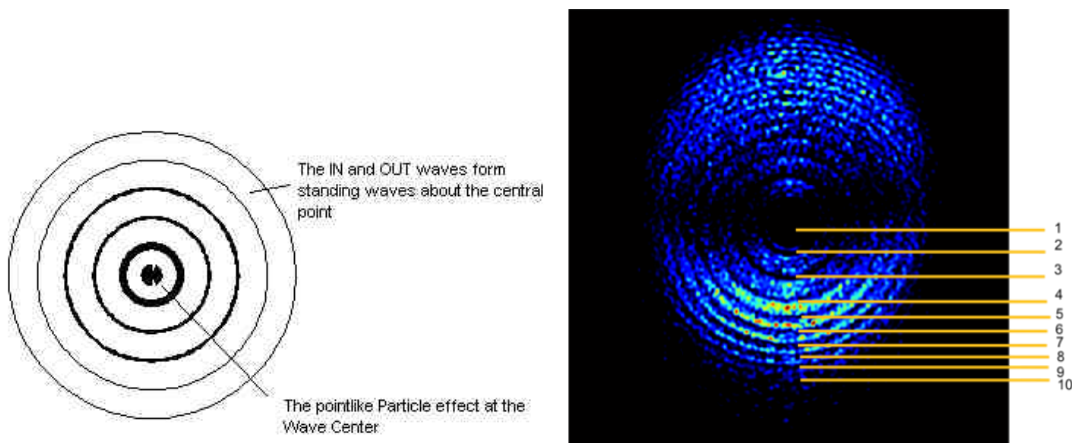 The IN and OUT waves form
standing waves about the central
point
The pointlike Particle effect at the
Wave Center
1
2
3
4
5
6
7
8
9
10